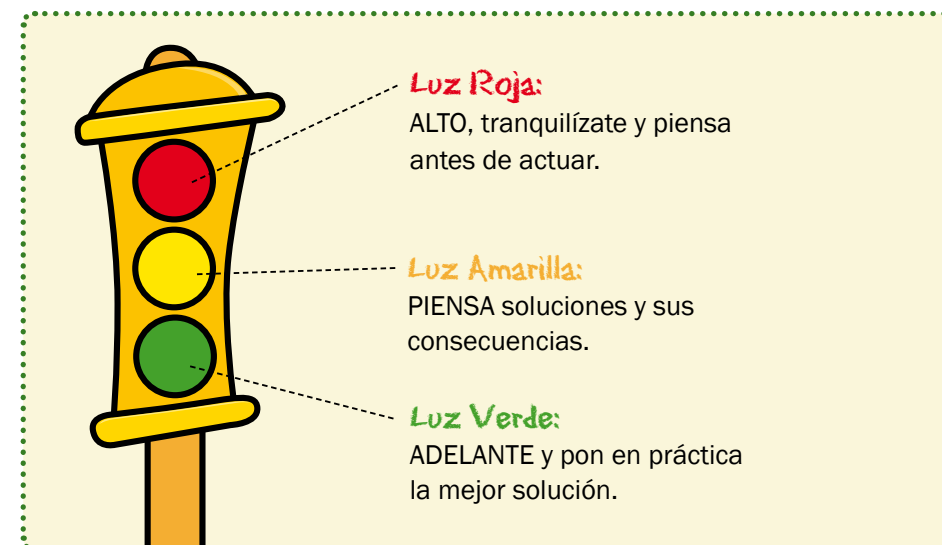 Luz Roja:
ALTO, tranquilízate y piensa
antes de actuar.
Luz Amarilla:
PIENSA soluciones y sus
consecuencias.
Luz Verde:
ADELANTE y pon en práctica
la mejor solución.